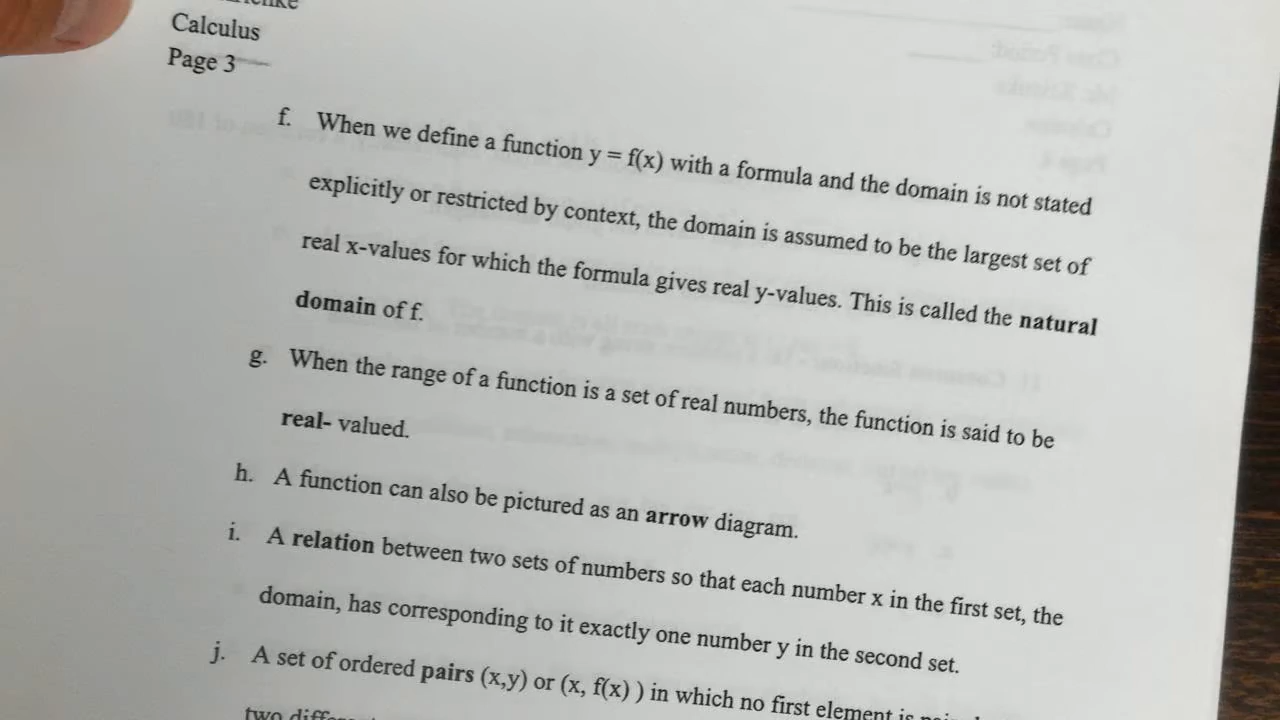 Calculus
Page 3
f. When we define a function y = f(x) with a formula and the domain is not stated
explicitly or restricted by context, the domain is assumed to be the largest set of
real x-values for which the formula gives real y-values. This is called the natural
domain of f.
g. When the range of a function is a set of real numbers, the function is said to be
real- valued.
h. A function can also be pictured as an arrow diagram.
i. A relation between two sets of numbers so that each number x in the first set, the
domain, has corresponding to it exactly one number y in the second set.
j. A set of ordered pairs (x,y) or (x, f(x) ) in which no first element is
two